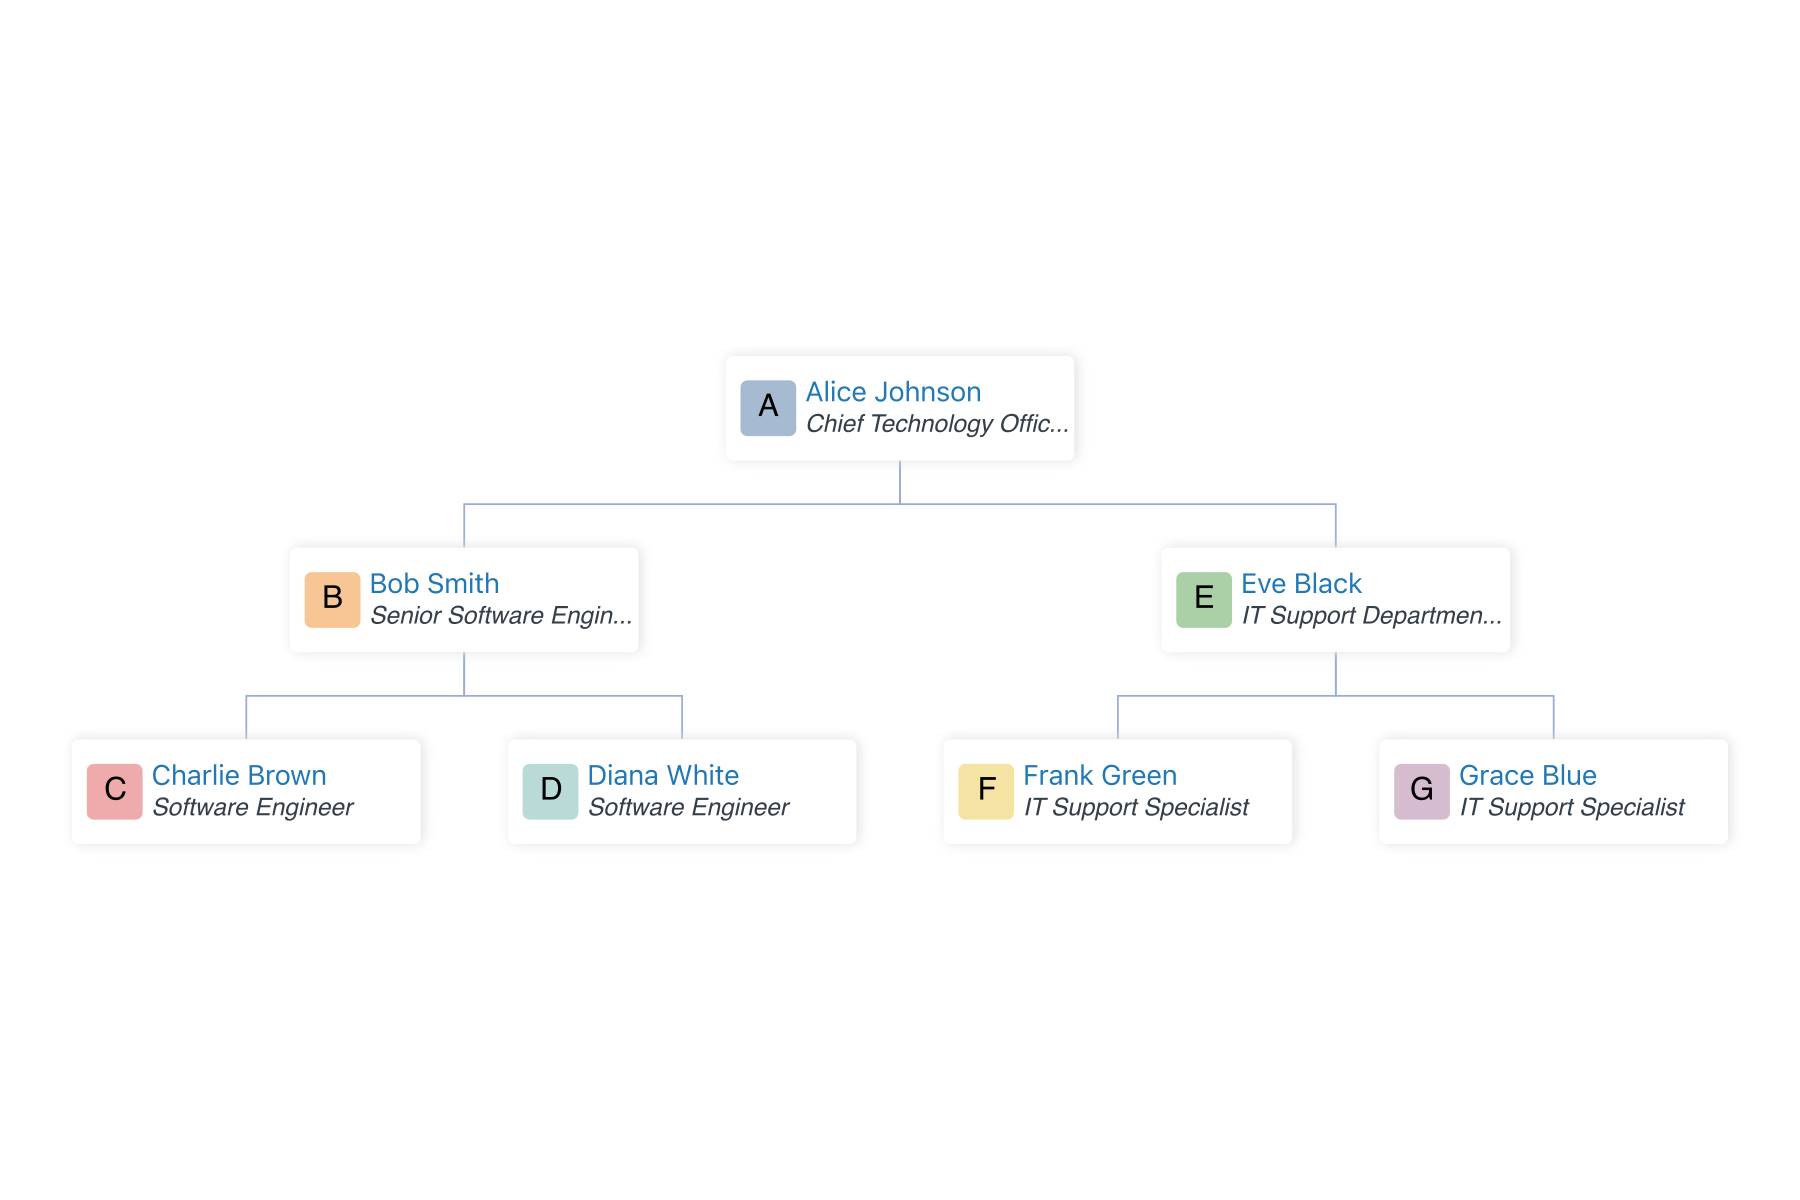 A
Alice Johnson
Chief Technology Offic...
B
Bob Smith
Senior Software Engin...
E
Eve Black
IT Support Departmen...
C
Charlie Brown
Software Engineer
D
Diana White
Software Engineer
F
Frank Green
IT Support Specialist
G
Grace Blue
IT Support Specialist